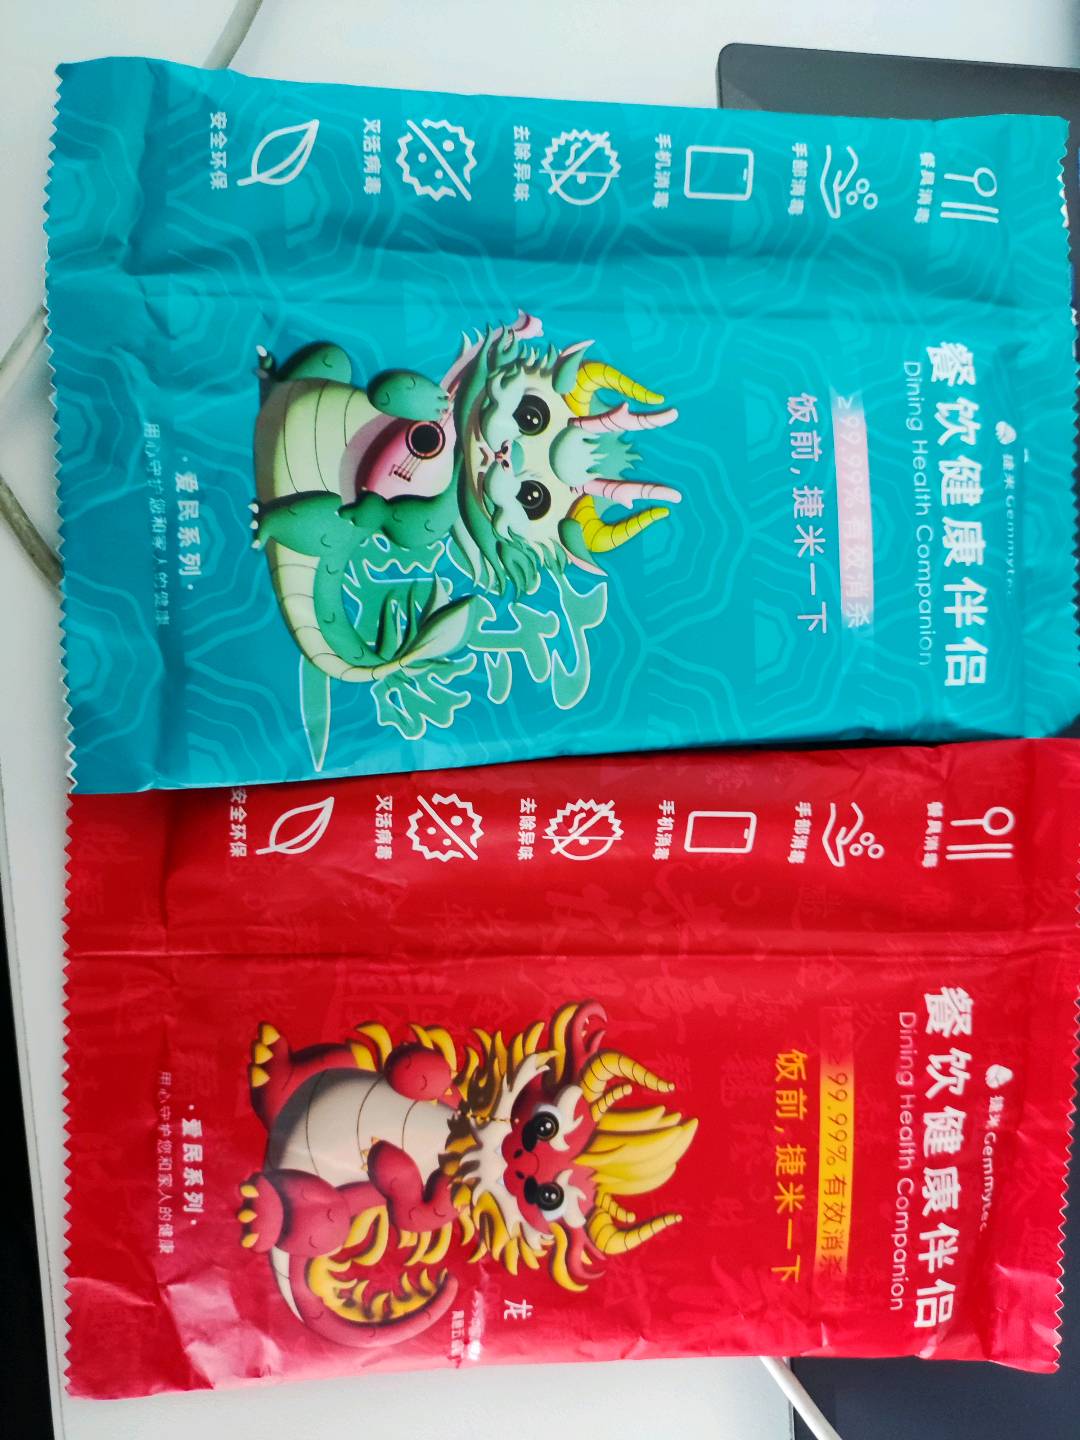 捷米 Gemmytec
餐饮健康伴侣
Dining Health Companion
≥99.99% 有效消杀
饭前，捷米一下
·爱民系列·
用心守护您和家人的健康
餐具消毒
手部消毒
手机消毒
去除异味
灭活病毒
安全环保
捷米 Gemmytec
餐饮健康伴侣
Dining Health Companion
≥99.99% 有效消杀
饭前，捷米一下
龙
·爱民系列·
用心守护您和家人的健康
餐具消毒
手部消毒
手机消毒
去除异味
灭活病毒
安全环保